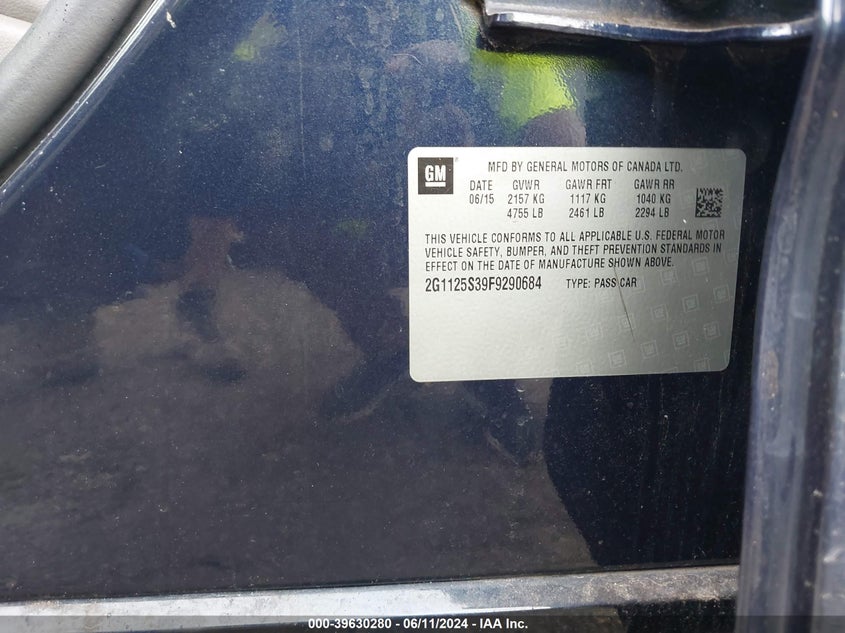 GM
MFD BY GENERAL MOTORS OF CANADA LTD.
DATE GVWR GAWR FRT GAWR RR
06/15 2157 KG 1117 KG 1040 KG
4755 LB 2461 LB 2294 LB
THIS VEHICLE CONFORMS TO ALL APPLICABLE U.S. FEDERAL MOTOR
VEHICLE SAFETY, BUMPER, AND THEFT PREVENTION STANDARDS IN
EFFECT ON THE DATE OF MANUFACTURE SHOWN ABOVE.
2G1125S39F9290684 TYPE: PASS CAR
000-39630280 - 06/11/2024 - IAA Inc.